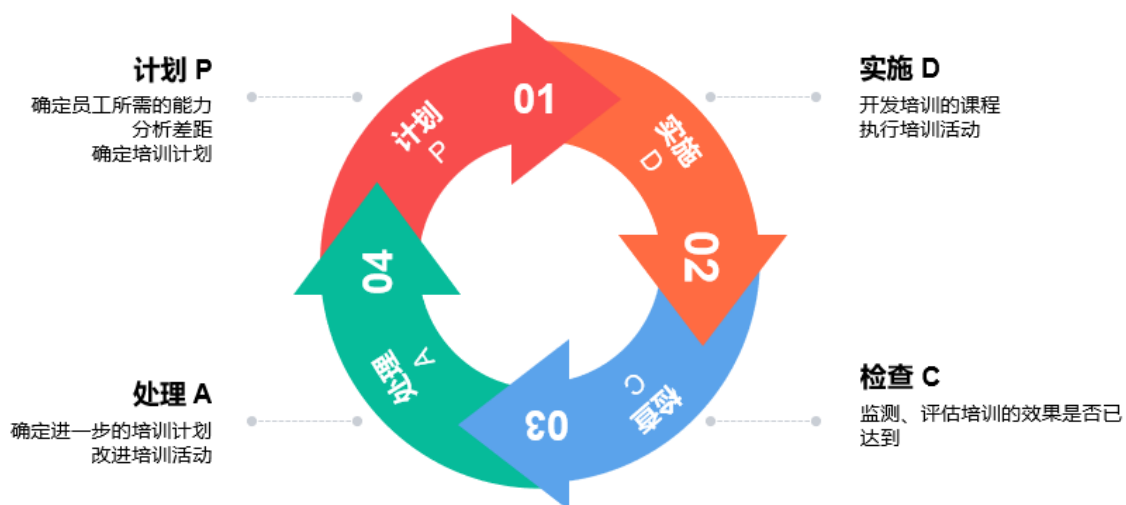 计划 P
确定员工所需的能力
分析差距
确定培训计划
实施 D
开发培训的课程
执行培训活动
01
计划
P
实施
D
02
04
处理
A
03
检查
C
处理 A
确定进一步的培训计划
改进培训活动
检查 C
监测、评估培训的效果是否已
达到